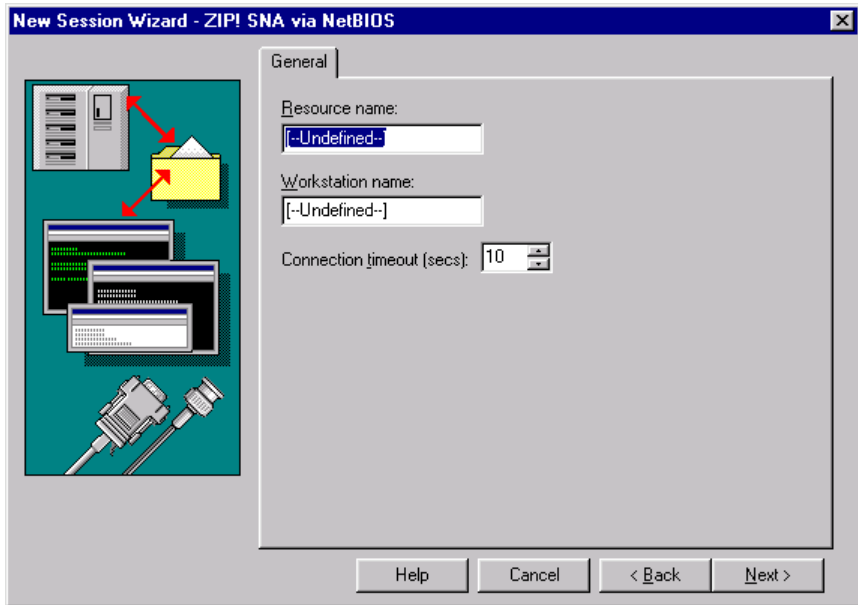 New Session Wizard - ZIP! SNA via NetBIOS
General
Resource name:
[--Undefined--]
Workstation name:
[--Undefined--]
Connection timeout (secs): 10
Help Cancel < Back Next >